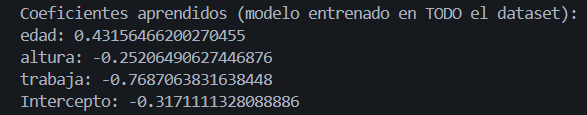 Coeficientes aprendidos (modelo entrenado en TODO el dataset):
edad: 0.43156466200270455
altura: -0.25206490627446876
trabaja: -0.7687063831638448
Intercepto: -0.3171111328088886